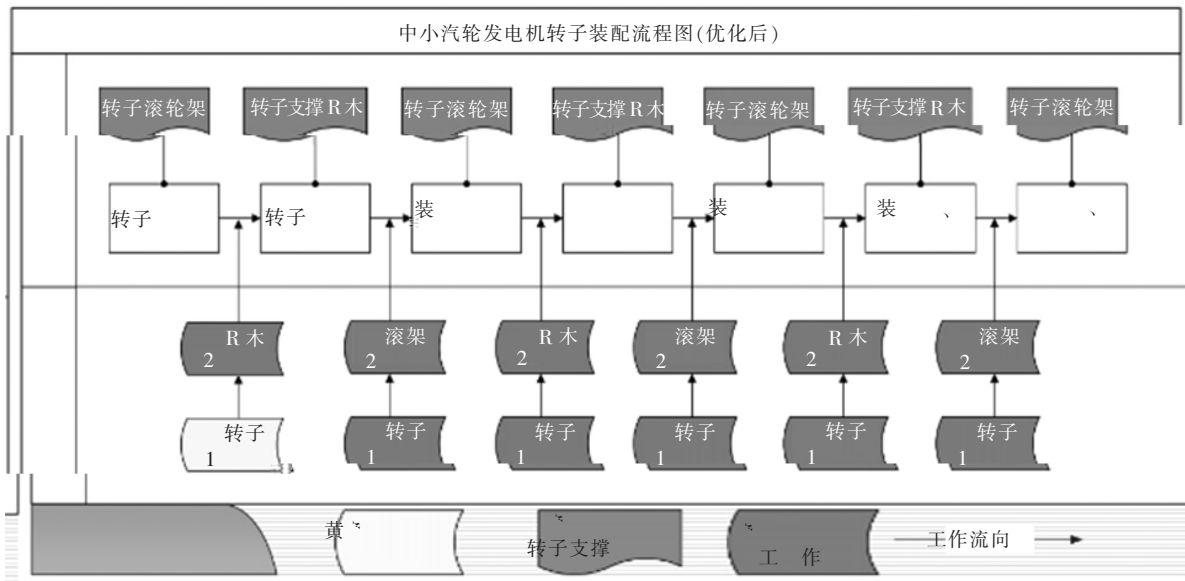 中小汽轮发电机转子装配流程图(优化后)
转子滚轮架 转子支撑R木 转子滚轮架 转子支撑R木 转子滚轮架 转子支撑R木 转子滚轮架
转子 转子 装 装 装 、 、
R木 滚架 R木 滚架 R木 滚架
2 2 2 2 2 2
转子 转子 转子 转子 转子 转子
1 1 1 1 1 1
黄
转子支撑
工 作
工作流向